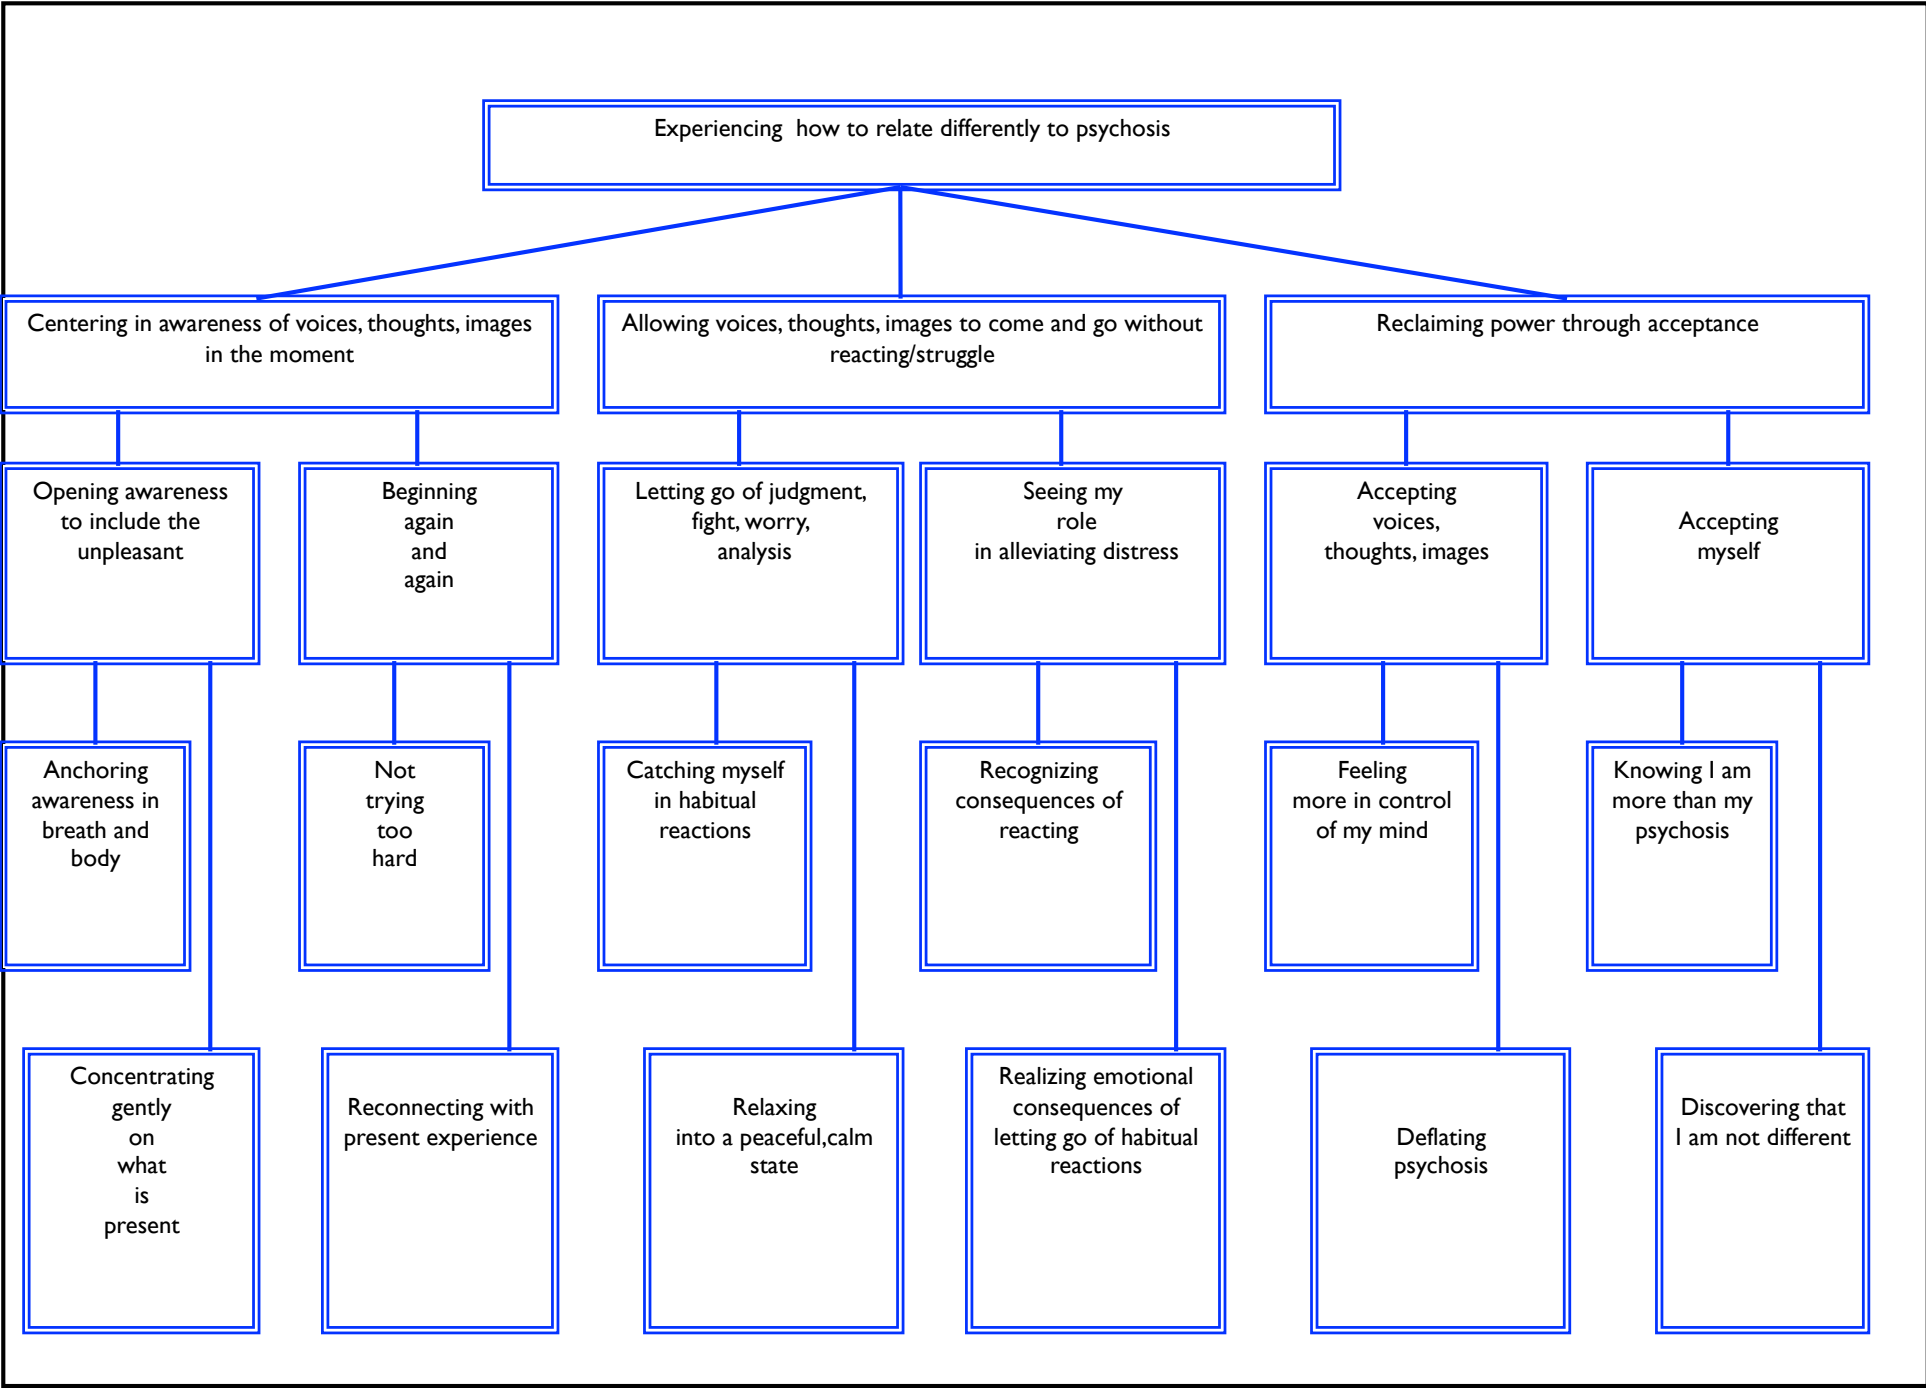 Experiencing  how to relate differently to psychosis
Centering in awareness of voices, thoughts, images
in the moment
Allowing voices, thoughts, images to come and go without
reacting/struggle
Reclaiming power through acceptance
Opening awareness
to include the
unpleasant
Beginning
again
and
again
Letting go of judgment,
fight, worry,
analysis
Seeing my
role
in alleviating distress
Accepting
voices,
thoughts, images
Accepting
myself
Anchoring
awareness in
breath and
body
Not
trying
too
hard
Catching myself
in habitual
reactions
Recognizing
consequences of
reacting
Feeling
more in control
of my mind
Knowing I am
more than my
psychosis
Concentrating
gently
on
what
is
present
Reconnecting with
present experience
Relaxing
into a peaceful,calm
state
Realizing emotional
consequences of
letting go of habitual
reactions
Deflating
psychosis
Discovering that
I am not different